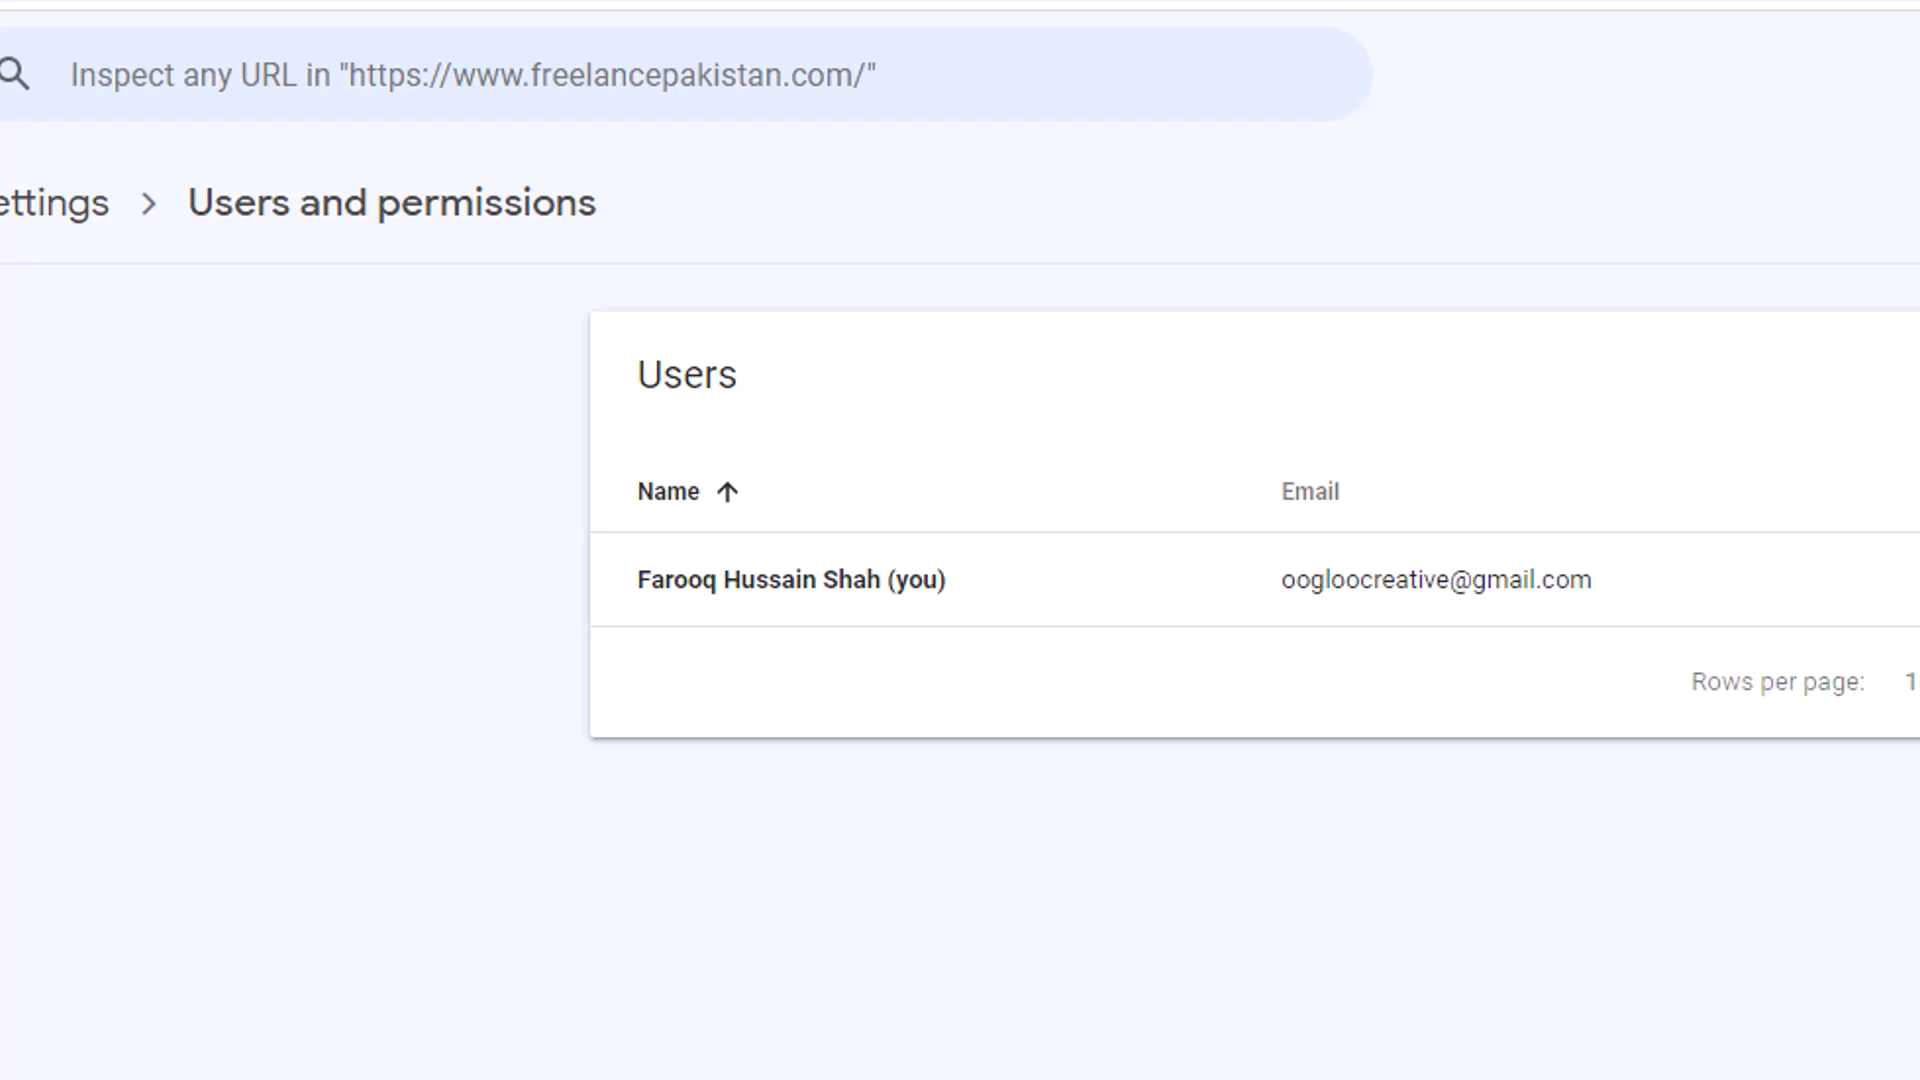 Inspect any URL in "https://www.freelancepakistan.com/"
ettings > Users and permissions
Users
Name Email
Farooq Hussain Shah (you) oogloocreative@gmail.com
Rows per page: 1